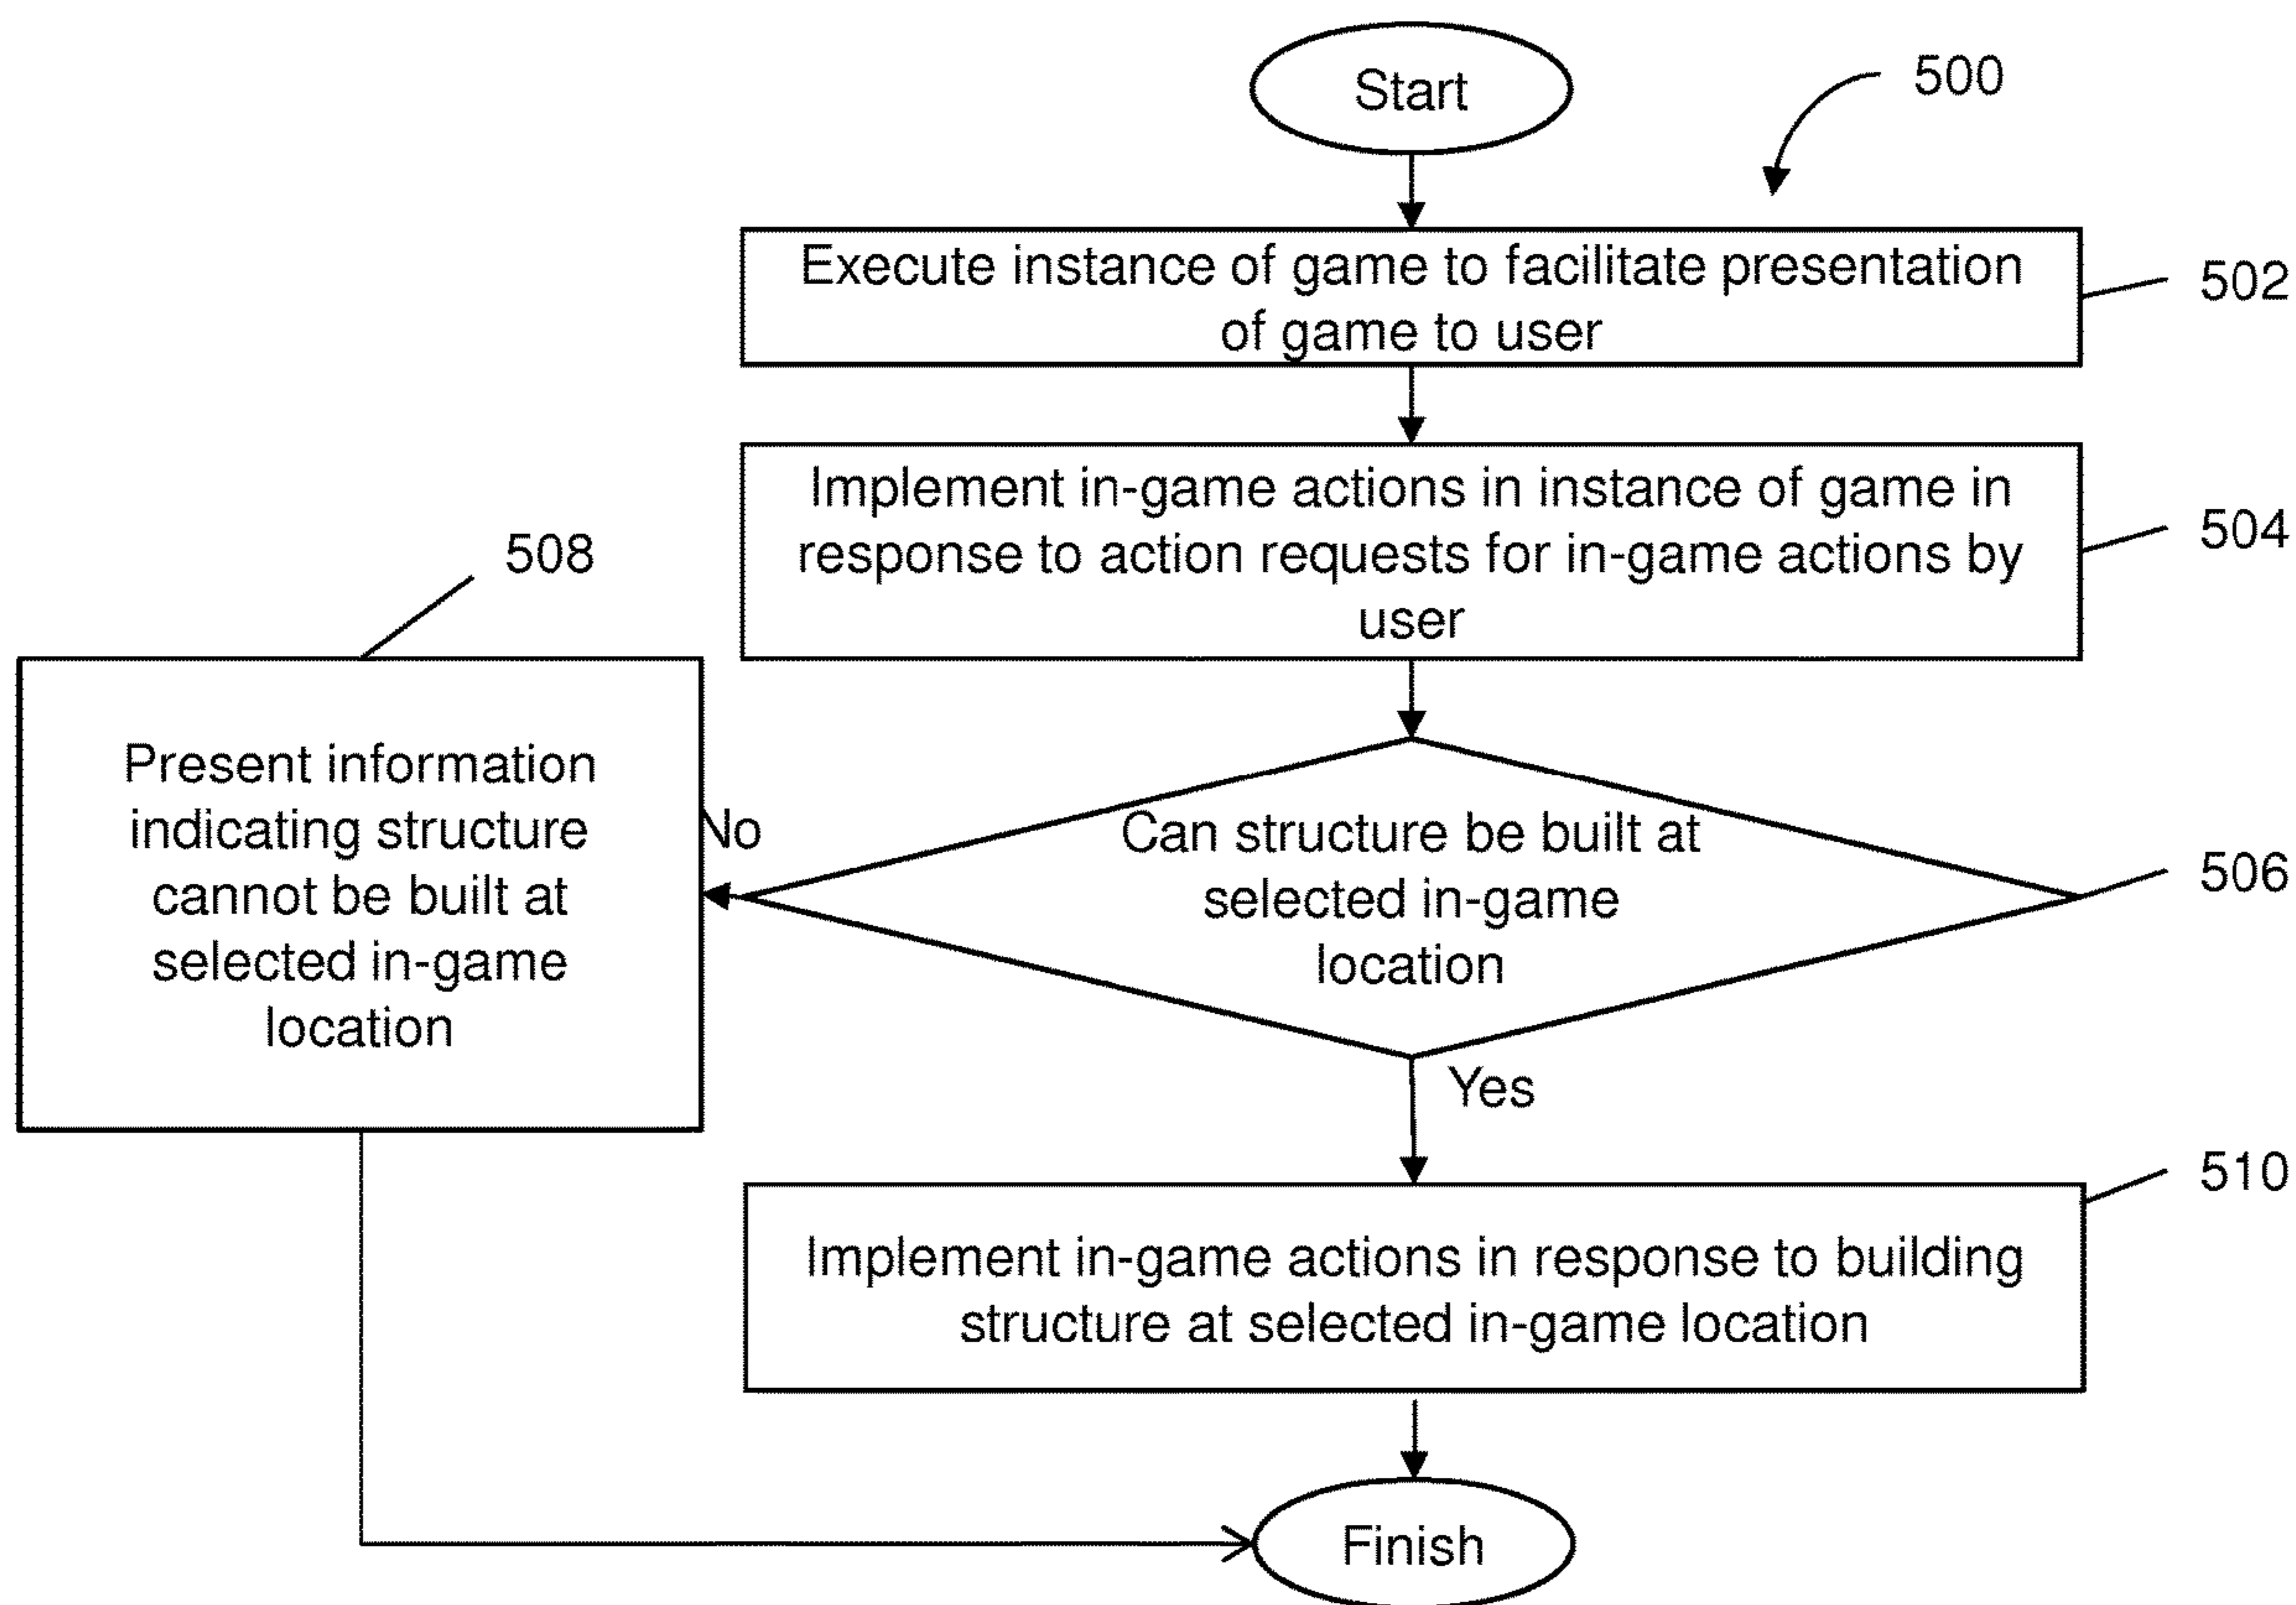 Start
500
Execute instance of game to facilitate presentation
of game to user
502
Implement in-game actions in instance of game in
response to action requests for in-game actions by
user
504
508
Present information
indicating structure
cannot be built at
selected in-game
location
No
Can structure be built at
selected in-game
location
506
Yes
510
Implement in-game actions in response to building
structure at selected in-game location
Finish